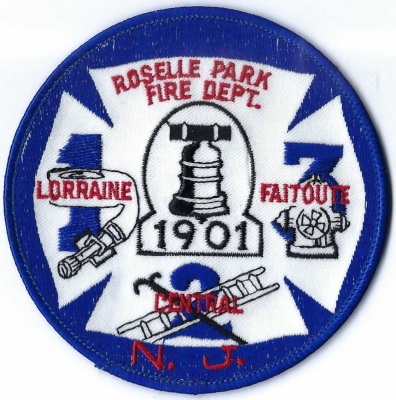 ROSELLE PARK
FIRE DEPT.
1
3
LORRAINE
FAITOUTE
1901
2
CENTRAL
N. J.